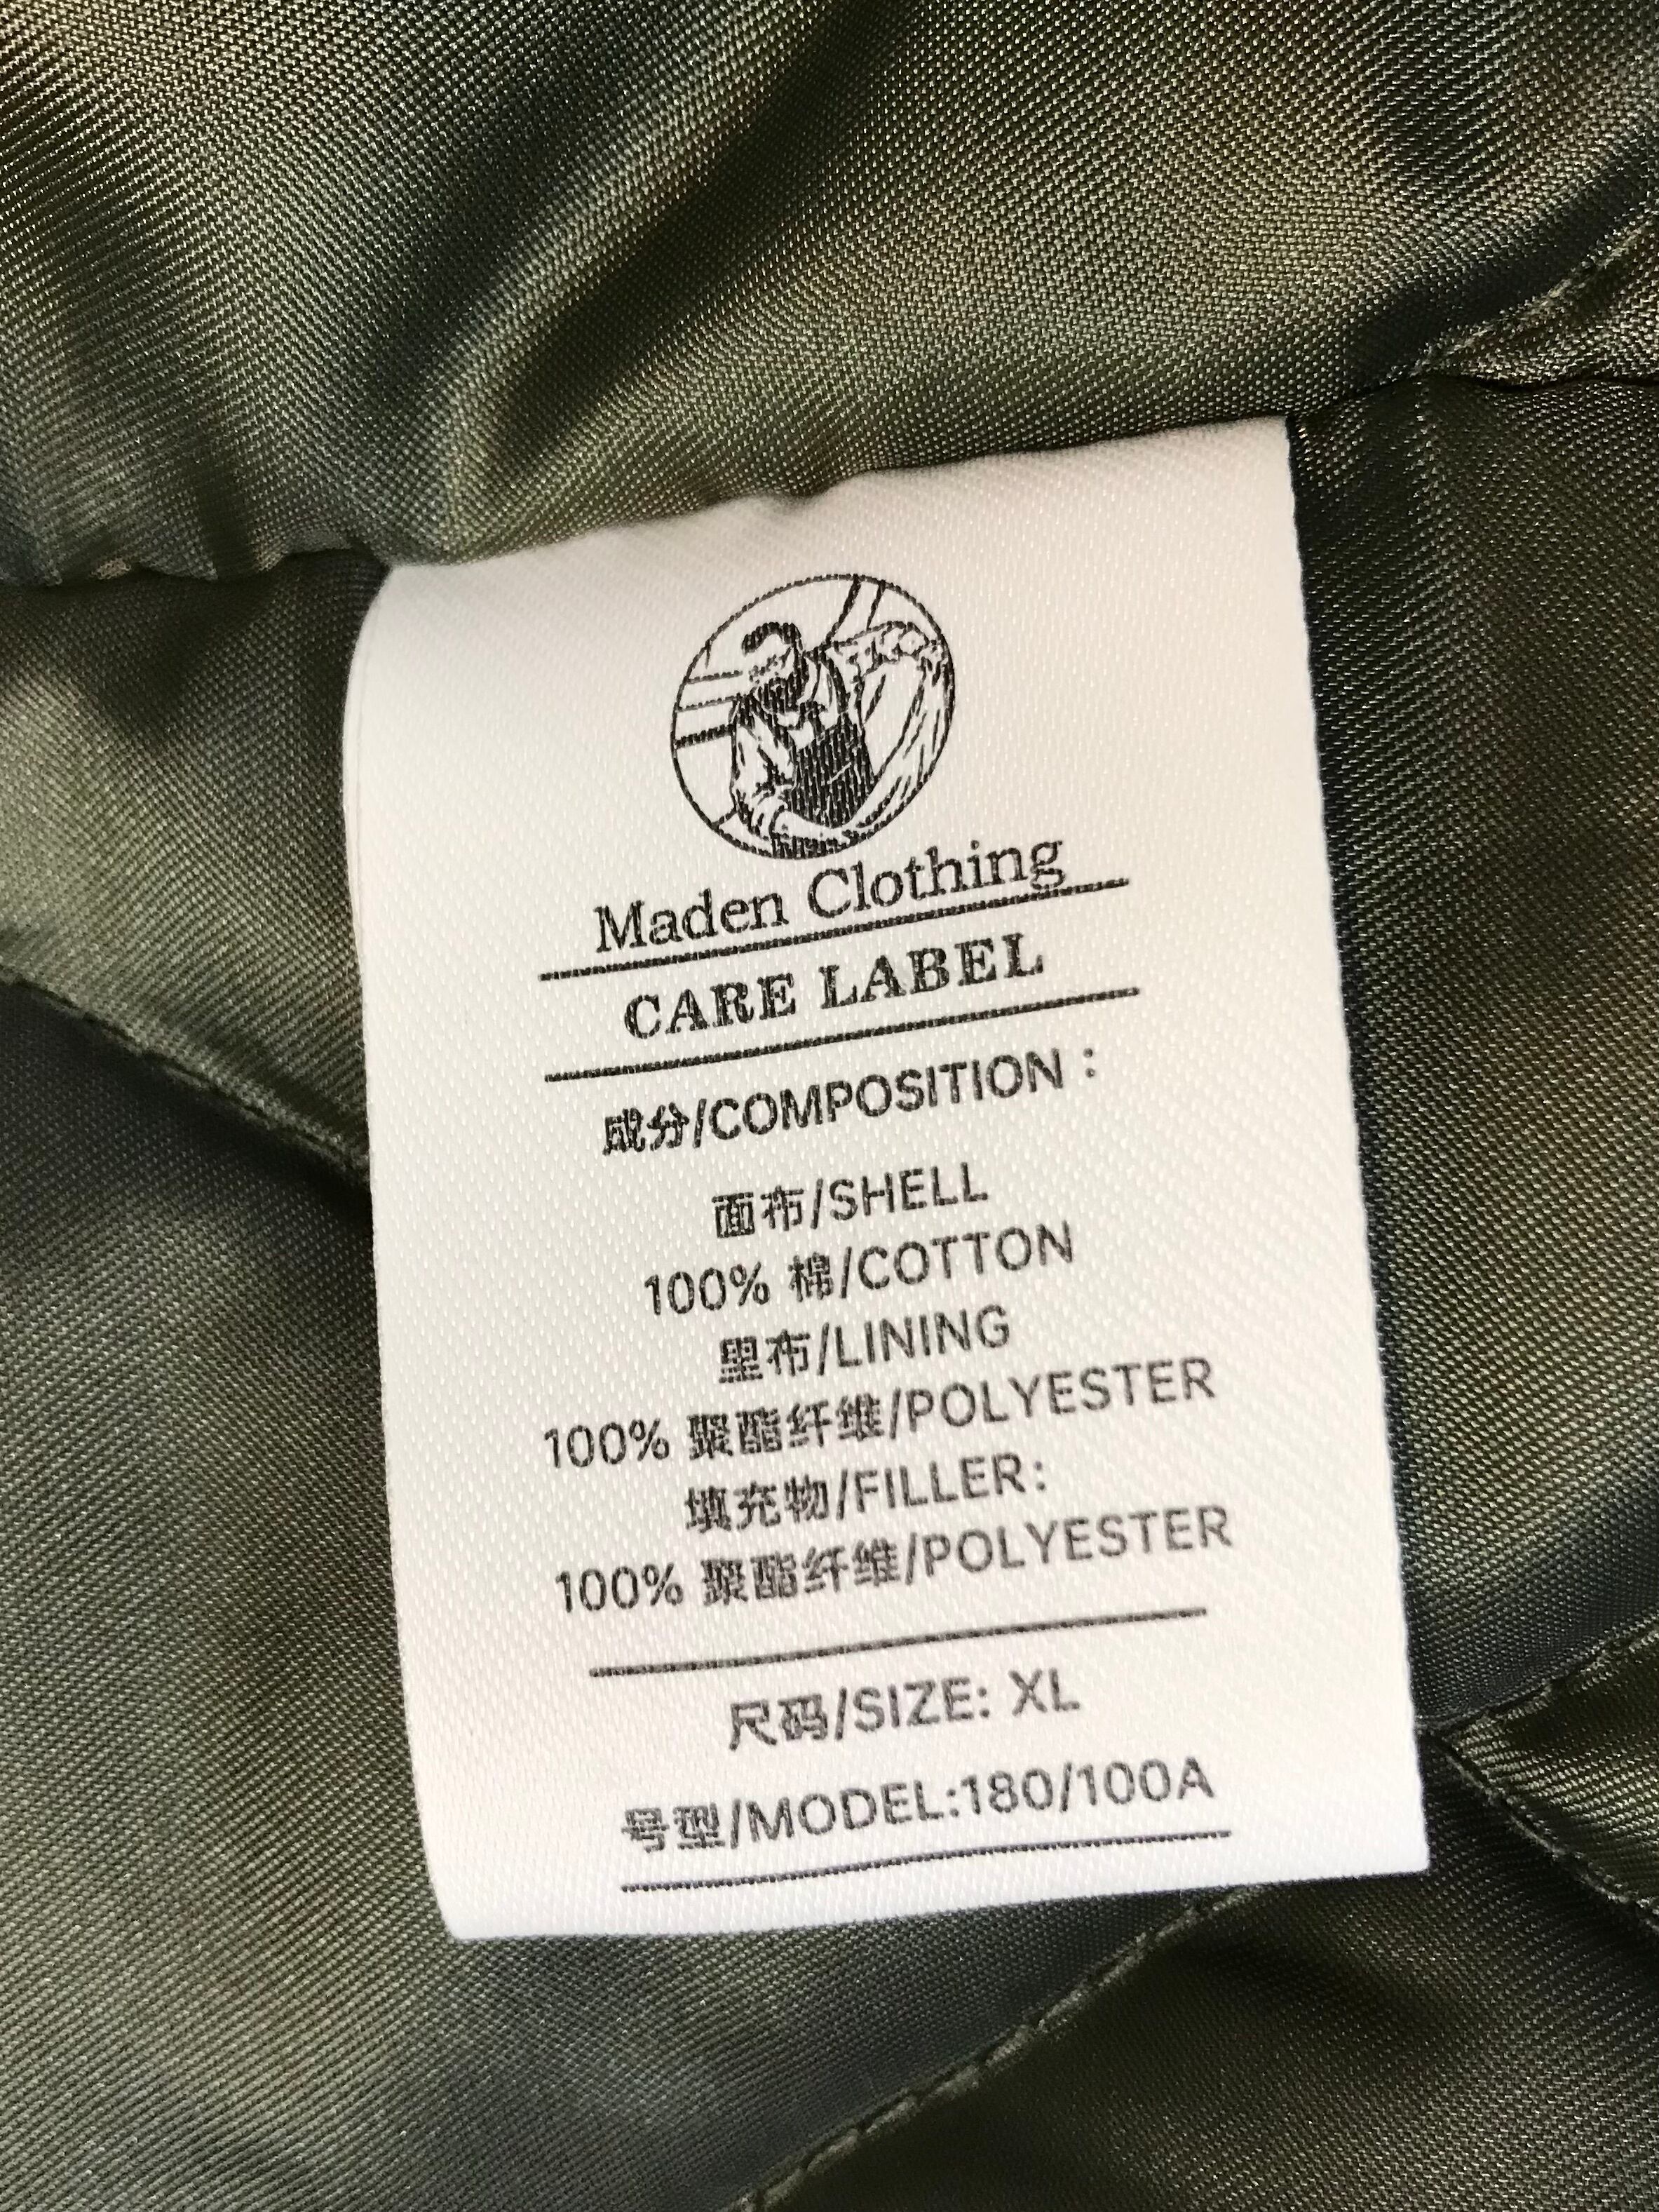 Maden Clothing
CARE LABEL
成分/COMPOSITION：
面布/SHELL
100% 棉/COTTON
里布/LINING
100% 聚酯纤维/POLYESTER
填充物/FILLER:
100% 聚酯纤维/POLYESTER
尺码/SIZE: XL
号型/MODEL:180/100A